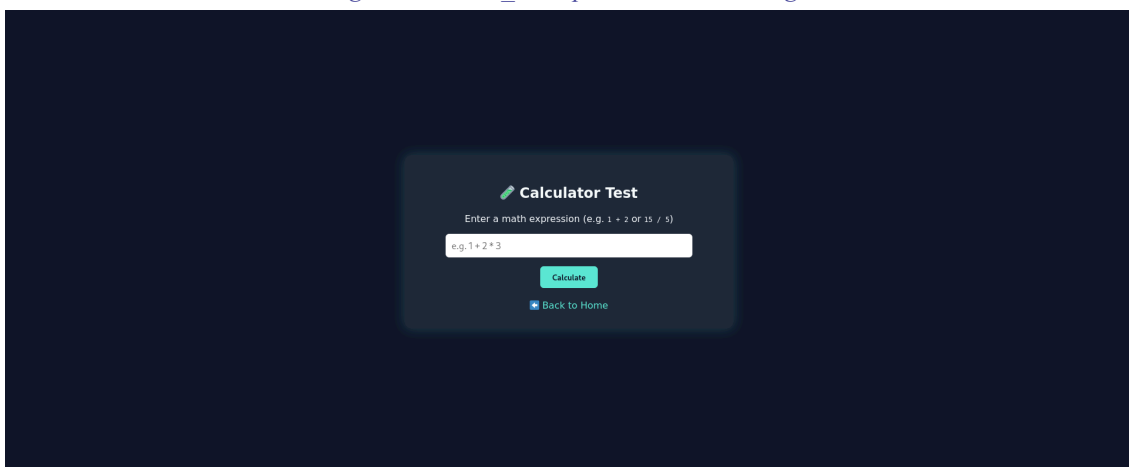 Calculator Test
Enter a math expression (e.g. 1 + 2 or 15 / 5)
e.g. 1 + 2 * 3
Calculate
Back to Home